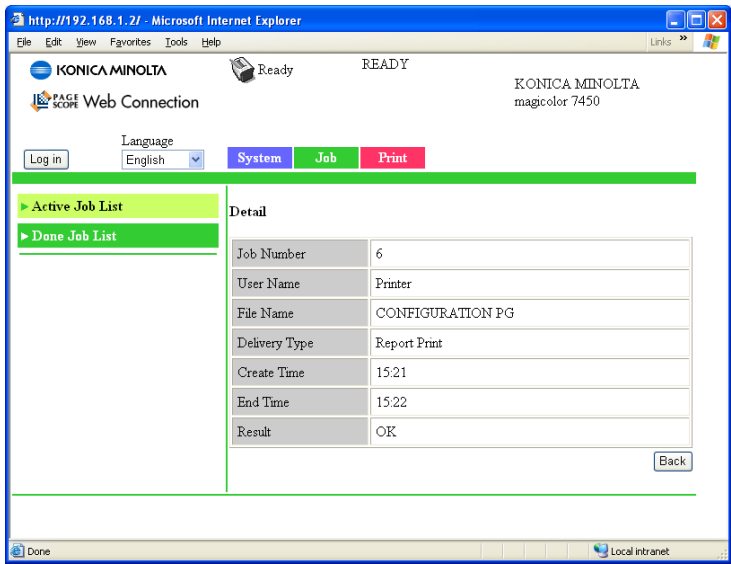 http://192.168.1.2/ - Microsoft Internet Explorer
File Edit View Favorites Tools Help Links »
KONICA MINOLTA Ready READY
KONICA MINOLTA
PAGE SCOPE Web Connection magicolor 7450
Language
Log in English System Job Print
Active Job List
Detail
Done Job List
Job Number 6
User Name Printer
File Name CONFIGURATION PG
Delivery Type Report Print
Create Time 15:21
End Time 15:22
Result OK
Back
Done Local intranet